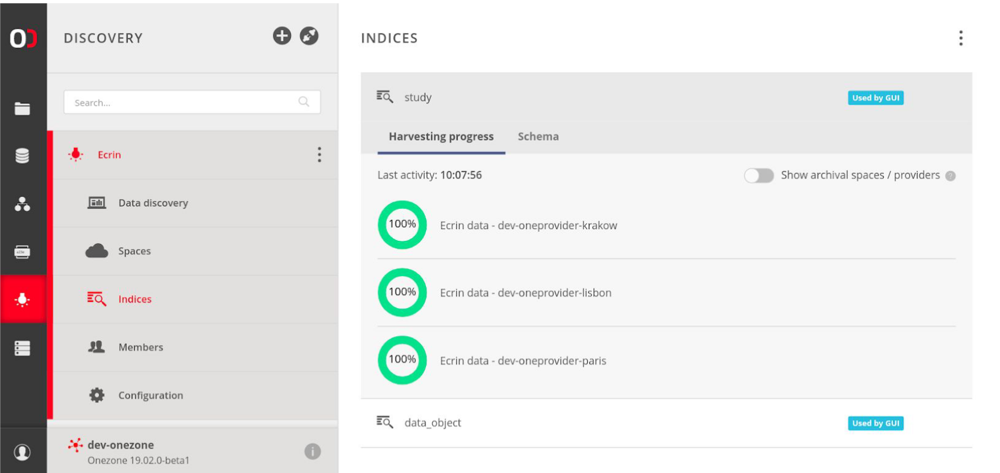 DISCOVERY
Search...
Ecrin
Data discovery
Spaces
Indices
Members
Configuration
dev-onezone
Onezone 19.02.0-beta1
INDICES
study
Used by GUI
Harvesting progress
Schema
Last activity: 10:07:56
Show archival spaces / providers
100%
Ecrin data - dev-oneprovider-krakow
100%
Ecrin data - dev-oneprovider-lisbon
100%
Ecrin data - dev-oneprovider-paris
data_object
Used by GUI